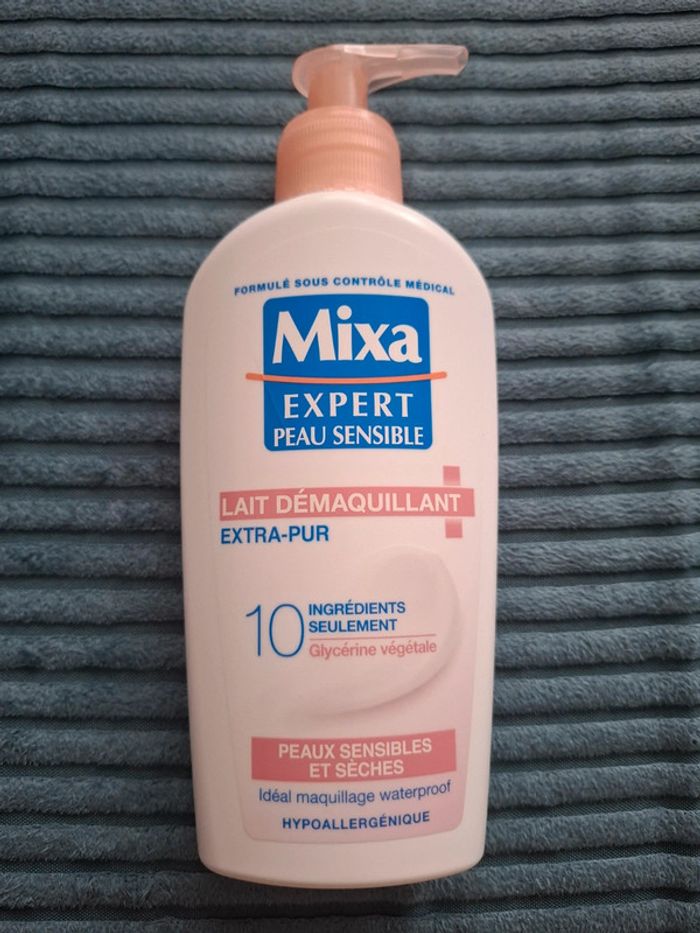 FORMULÉ SOUS CONTRÔLE MÉDICAL
Mixa
EXPERT
PEAU SENSIBLE
LAIT DÉMAQUILLANT
EXTRA-PUR
10 INGRÉDIENTS
SEULEMENT
Glycérine végétale
PEAUX SENSIBLES
ET SÈCHES
Idéal maquillage waterproof
HYPOALLERGÉNIQUE